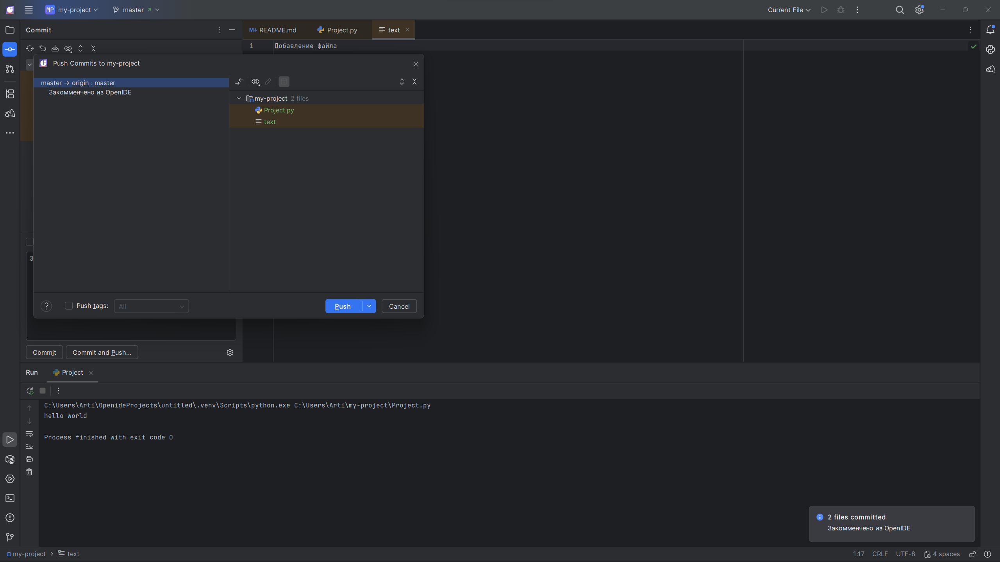 MP my-project master Current File
Commit
README.md Project.py text
1 Добавление файла
Push Commits to my-project
master → origin : master
Закомменчено из OpenIDE
my-project 2 files
Project.py
text
З
? Push tags: All Push Cancel
Commit Commit and Push...
Run Project
C:\Users\Arti\OpenideProjects\untitled\.venv\Scripts\python.exe C:\Users\Arti\my-project\Project.py
hello world
Process finished with exit code 0
2 files committed
Закомменчено из OpenIDE
my-project > text 1:17 CRLF UTF-8 4 spaces